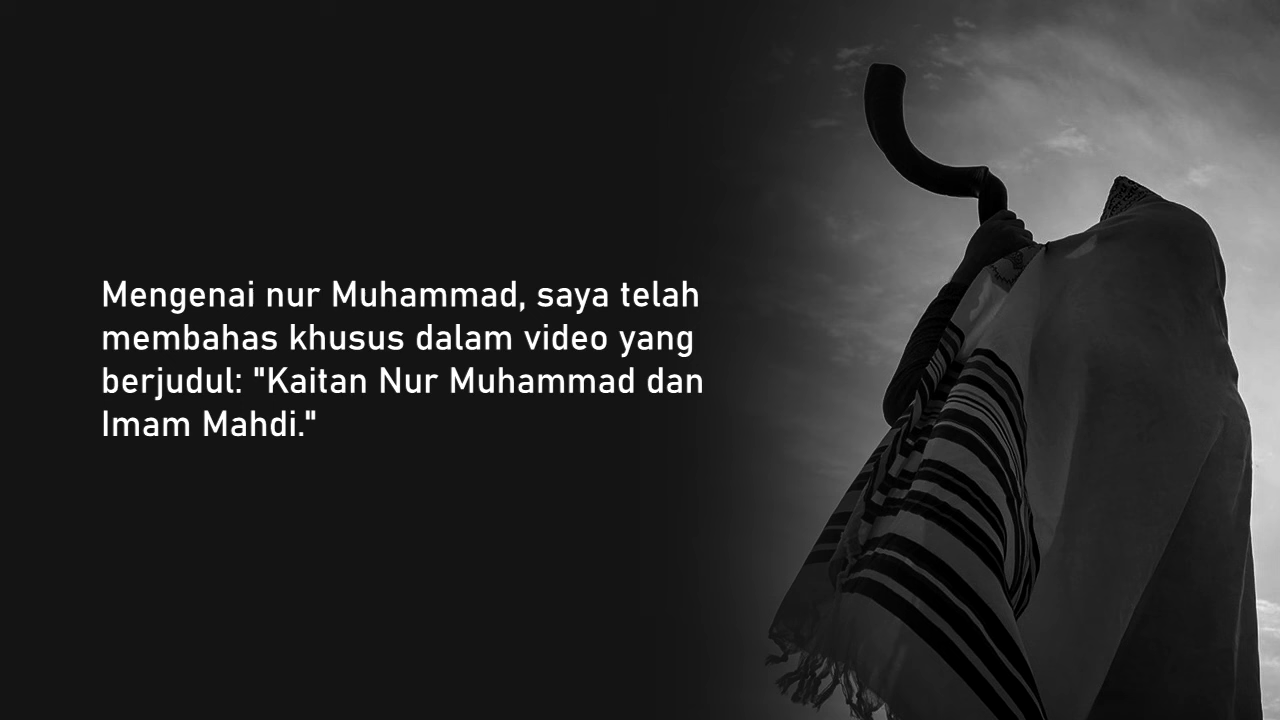 Mengenai nur Muhammad, saya telah
membahas khusus dalam video yang
berjudul: "Kaitan Nur Muhammad dan
Imam Mahdi."